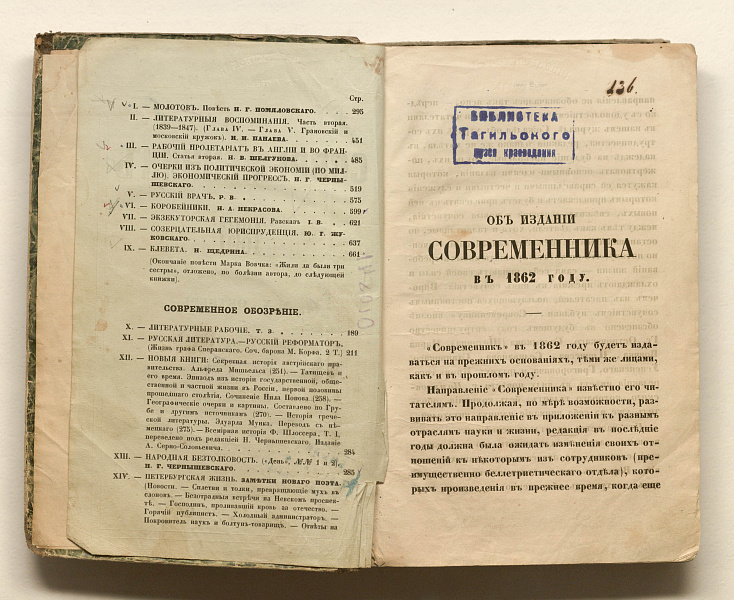 Стр.
I. — МОЛОТОВЪ. Повѣсть Н. Г. Помяловскаго. 295
II. — ЛИТЕРАТУРНЫЯ ВОСПОМИНАНІЯ. Часть вторая.
(1839—1847). (Глава IV. — Глава V. Грановскій и
московскій кружокъ). И. И. Панаева. 451
III. — РАБОЧІЙ ПРОЛЕТАРІАТЪ ВЪ АНГЛІИ И ВО ФРАН-
ЦІИ. Статья вторая. Н. В. Шелгунова. 485
IV. — ОЧЕРКИ ИЗЪ ПОЛИТИЧЕСКОЙ ЭКОНОМІИ (ПО МИЛ-
ЛЮ). ЭКОНОМИЧЕСКІЙ ПРОГРЕССЪ. Н. Г. Черны-
шевскаго. 519
V. — РУССКІЙ ВРАЧЪ. Р. В. 575
VI. — КОРОБЕЙНИКИ. Н. А. Некрасова. 599
VII. — ЭКЗЕКУТОРСКАЯ ГЕГЕМОНІЯ. Разсказъ I. В. 621
VIII. — СОЗЕРЦАТЕЛЬНАЯ ЮРИСПРУДЕНЦІЯ. Ю. Г. Жу-
ковскаго. 637
IX. — КЛЕВЕТА. Н. Щедрина. 661
(Окончаніе повѣсти Марка Вовчка: «Жили да были три
сестры», отложено, по болѣзни автора, до слѣдующей
книжки).
СОВРЕМЕННОЕ ОБОЗРѢНІЕ.
X. — ЛИТЕРАТУРНЫЕ РАБОЧІЕ. Т. З. 189
XI. — РУССКАЯ ЛИТЕРАТУРА.—РУССКІЙ РЕФОРМАТОРЪ.
(Жизнь графа Сперанскаго. Соч. барона М. Корфа. 2 Т.) 211
XII. — НОВЫЯ КНИГИ: Секретная исторія австрійскаго пра-
вительства. Альфреда Мишьельса (251). — Татищевъ и
его время. Эпизодъ изъ исторіи государственной, обще-
ственной и частной жизни въ Россіи, первой половины
прошедшаго столѣтія. Сочиненіе Нила Попова (258). —
Географическіе очерки и картины. Составлено по Гру-
бе и другимъ источникамъ (270). — Исторія грече-
ской литературы. Эдуарда Мунка. Переводъ съ нѣ-
мецкаго (275).—Всемірная исторія Ф. Шлоссера, Т. I,
переведено подъ редакціей Н. Чернышевскаго. Изданіе
А. Серно-Соловьевича. 284
XIII. — НАРОДНАЯ БЕЗТОЛКОВОСТЬ. («День», №№ 1 и 2).
Н. Г. Чернышевскаго. 285
XIV. — ПЕТЕРБУРГСКАЯ ЖИЗНЬ. Замѣтки новаго поэта.
(Новости. — Сплетни и толки, превращающіе мухъ въ
слоновъ. — Безотрадныя встрѣчи на Невскомъ проспек-
тѣ. — Господинъ, проливавшій кровь за отечество. —
Горячій публицистъ. — Холодный администраторъ. —
Покровитель наукъ и болтунъ-товарищъ. — Отвѣты на
136.
БИБЛИОТЕКА
Тагильского
музея краеведения
ОБЪ ИЗДАНІИ
СОВРЕМЕННИКА
ВЪ 1862 ГОДУ.
«Современникъ» въ 1862 году будетъ изда-
ваться на прежнихъ основаніяхъ, тѣми же лицами,
какъ и въ прошломъ году.
Направленіе «Современника» извѣстно его чи-
тателямъ. Продолжая, по мѣрѣ возможности, раз-
вивать это направленіе въ приложеніи къ разнымъ
отраслямъ науки и жизни, редакція въ послѣдніе
годы должна была ожидать измѣненія своихъ от-
ношеній къ нѣкоторымъ изъ сотрудниковъ (пре-
имущественно беллетристическаго отдѣла), кото-
рыхъ произведенія въ прежнее время, когда еще